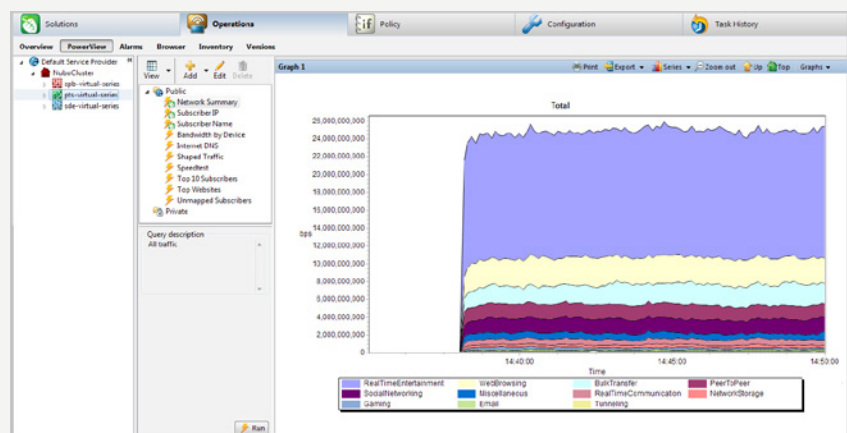 Solutions Operations Policy Configuration Task History
Overview PowerView Alarms Browser Inventory Versions
Default Service Provider
NuboCluster
spb-virtual-series
pts-virtual-series
sde-virtual-series
View Add Edit Delete
Public
Network Summary
Subscriber IP
Subscriber Name
Bandwidth by Device
Internet DNS
Shaped Traffic
Speedtest
Top 10 Subscribers
Top Websites
Unmapped Subscribers
Private
Query description
All traffic
Run
Graph 1 Print Export Series Zoom out Up Top Graphs
Total
26,000,000,000
24,000,000,000
22,000,000,000
20,000,000,000
18,000,000,000
16,000,000,000
14,000,000,000
bps 12,000,000,000
10,000,000,000
8,000,000,000
6,000,000,000
4,000,000,000
2,000,000,000
0
14:40:00 14:45:00 14:50:00
Time
RealTimeEntertainment WebBrowsing BulkTransfer PeerToPeer
SocialNetworking Miscellaneous RealTimeCommunication NetworkStorage
Gaming Email Tunneling